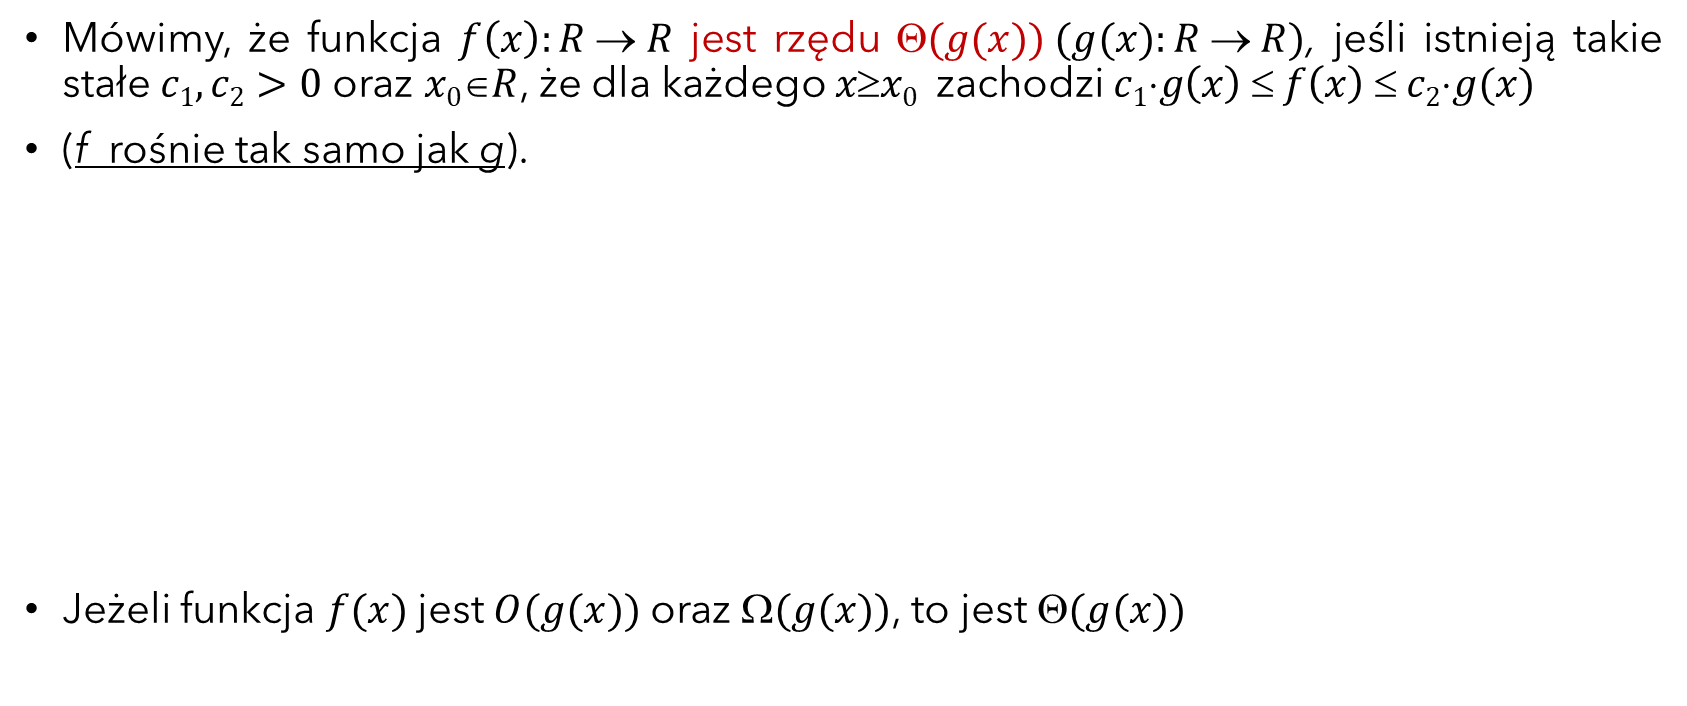 • Mówimy, że funkcja f(x): R → R jest rzędu Θ(g(x)) (g(x): R → R), jeśli istnieją takie
stałe c₁, c₂ > 0 oraz x₀∈R, że dla każdego x≥x₀ zachodzi c₁·g(x) ≤ f(x) ≤ c₂·g(x)
• (f rośnie tak samo jak g).
• Jeżeli funkcja f(x) jest O(g(x)) oraz Ω(g(x)), to jest Θ(g(x))